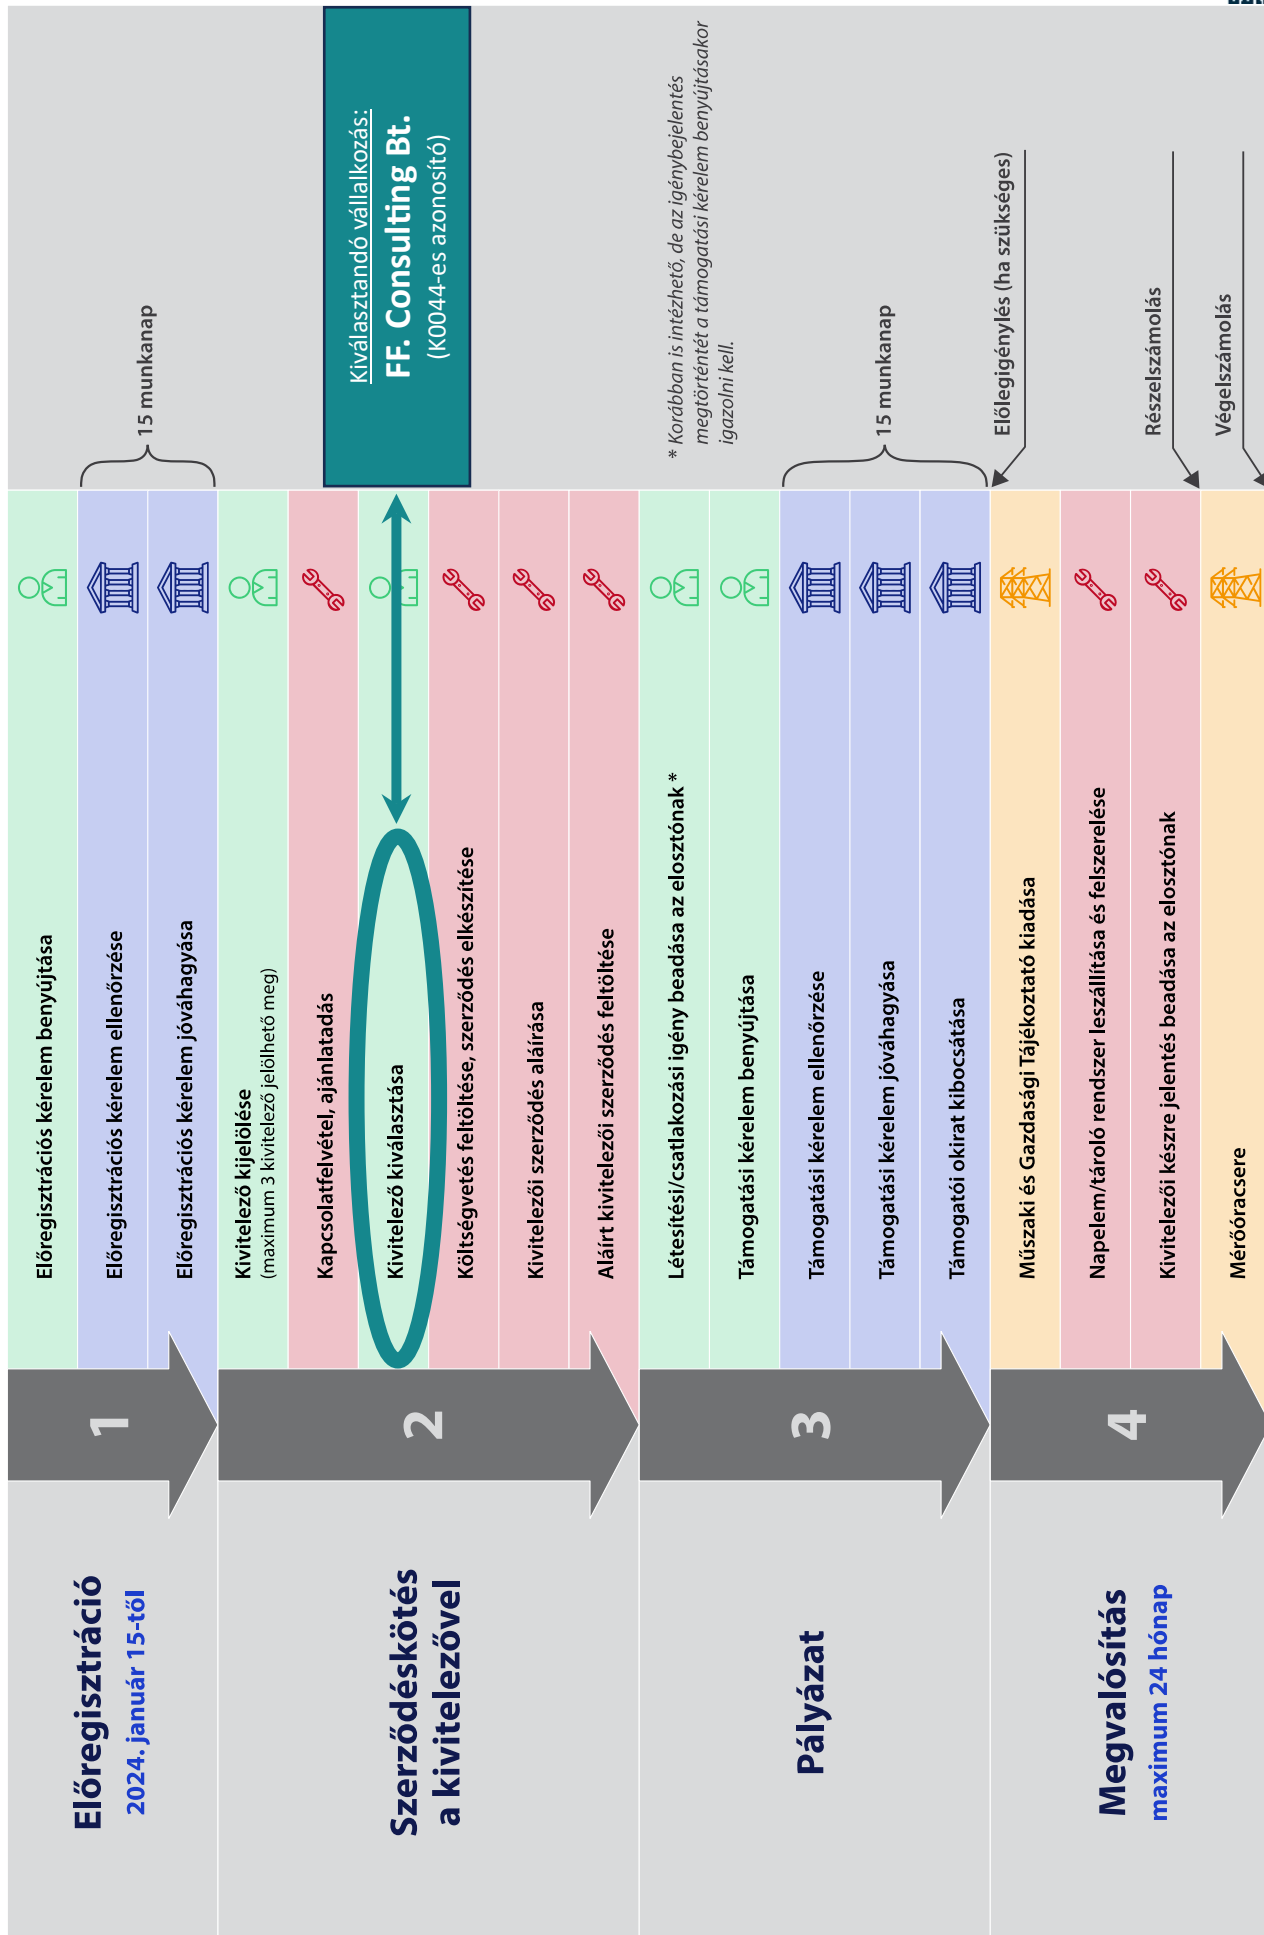 Előregisztráció
2024. január 15-től
1
Előregisztrációs kérelem benyújtása
Előregisztrációs kérelem ellenőrzése
Előregisztrációs kérelem jóváhagyása
15 munkanap
Szerződéskötés
a kivitelezővel
2
Kivitelező kijelölése
(maximum 3 kivitelező jelölhető meg)
Kapcsolatfelvétel, ajánlatadás
Kivitelező kiválasztása
Költségvetés feltöltése, szerződés elkészítése
Kivitelezői szerződés aláírása
Aláírt kivitelezői szerződés feltöltése
Kiválasztandó vállalkozás:
FF. Consulting Bt.
(K0044-es azonosító)
Pályázat
3
Létesítési/csatlakozási igény beadása az elosztónak *
Támogatási kérelem benyújtása
Támogatási kérelem ellenőrzése
Támogatási kérelem jóváhagyása
Támogatói okirat kibocsátása
* Korábban is intézhető, de az igénybejelentés
megtörténtét a támogatási kérelem benyújtásakor
igazolni kell.
15 munkanap
Megvalósítás
maximum 24 hónap
4
Műszaki és Gazdasági Tájékoztató kiadása
Napelem/tároló rendszer leszállítása és felszerelése
Kivitelezői készre jelentés beadása az elosztónak
Mérőóracsere
Előlegigénylés (ha szükséges)
Részelszámolás
Végelszámolás